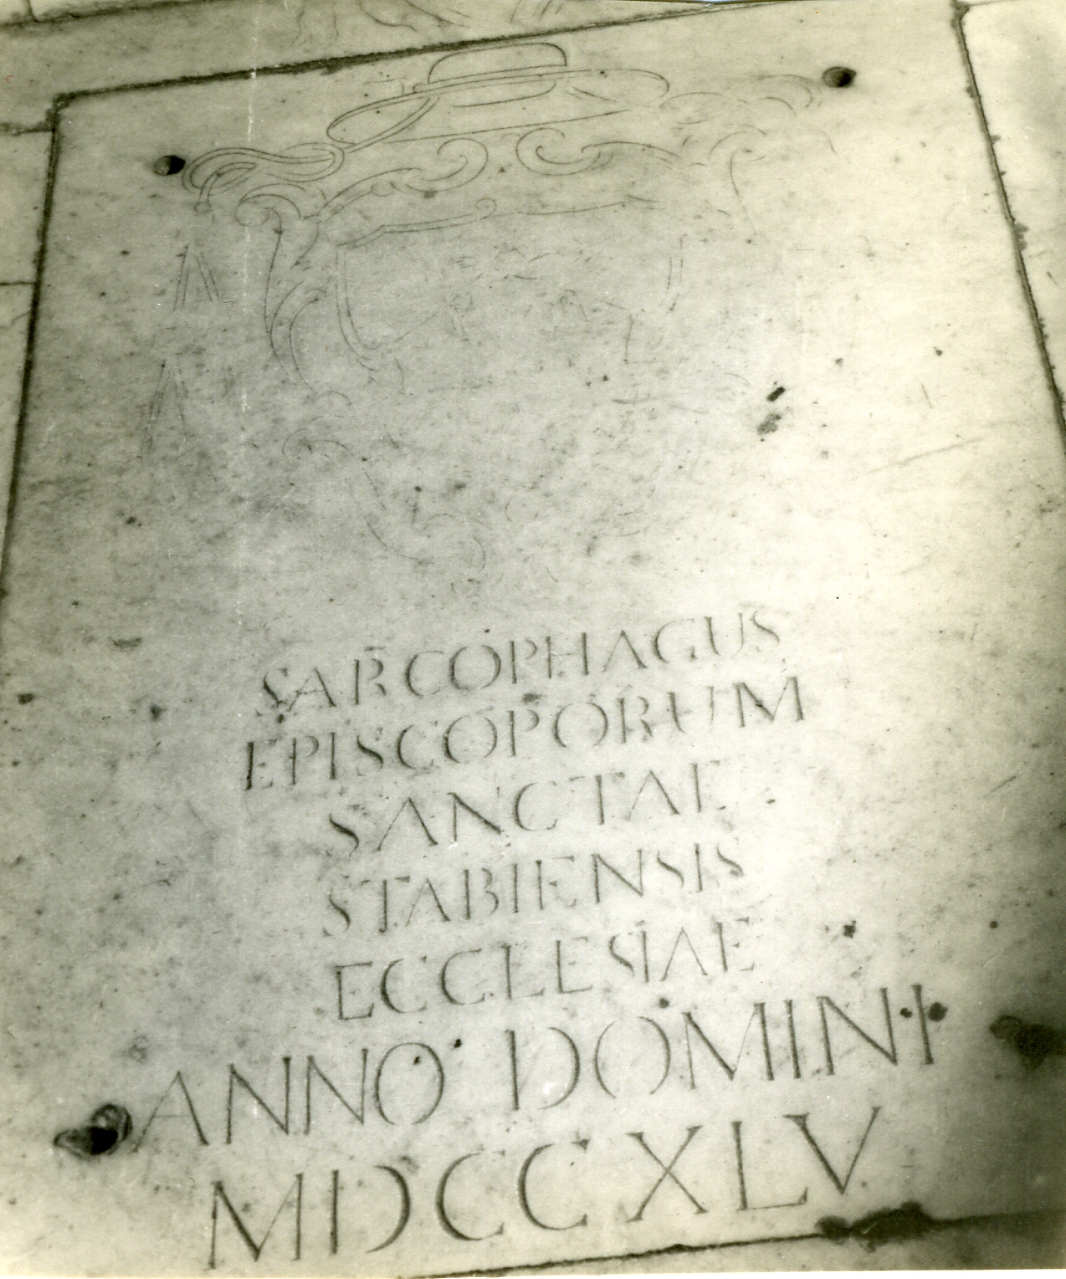 SARCOPHAGUS
EPISCOPORUM
SANCTAE
STABIENSIS
ECCLESIAE
ANNO DOMINI
MDCCXLV